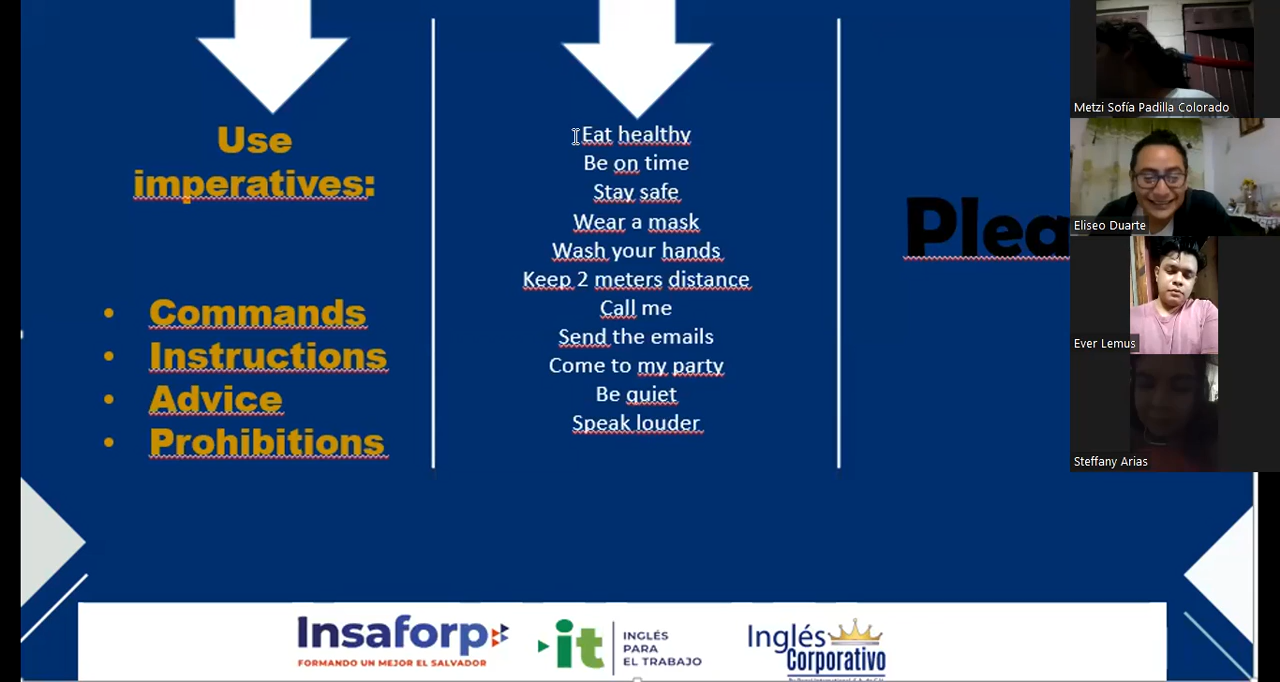 Use
imperatives:
• Commands
• Instructions
• Advice
• Prohibitions
Eat healthy
Be on time
Stay safe
Wear a mask
Wash your hands
Keep 2 meters distance
Call me
Send the emails
Come to my party
Be quiet
Speak louder
Plea
Metzi Sofía Padilla Colorado
Eliseo Duarte
Ever Lemus
Steffany Arias
Insaforp
FORMANDO UN MEJOR EL SALVADOR
it
INGLÉS
PARA
EL TRABAJO
Inglés
Corporativo